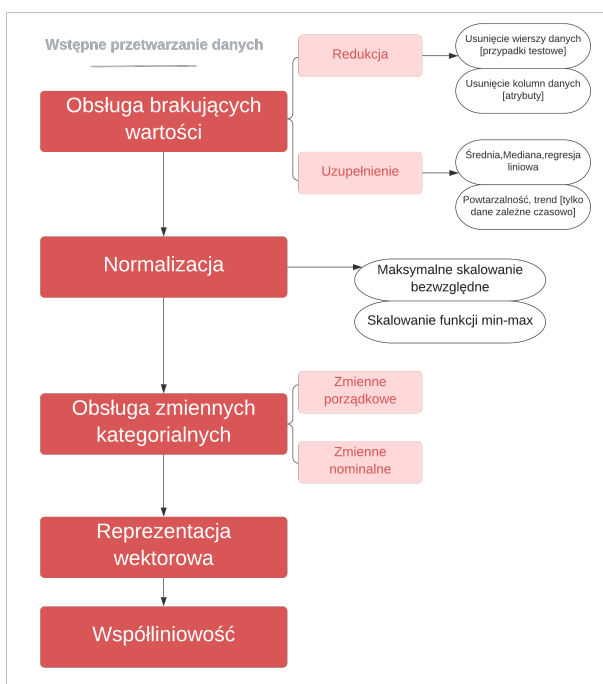 Wstępne przetwarzanie danych
Obsługa brakujących
wartości
Redukcja
Usunięcie wierszy danych
[przypadki testowe]
Usunięcie kolumn danych
[atrybuty]
Uzupełnienie
Średnia,Mediana,regresja
liniowa
Powtarzalność, trend [tylko
dane zależne czasowo]
Normalizacja
Maksymalne skalowanie
bezwzględne
Skalowanie funkcji min-max
Obsługa zmiennych
kategorialnych
Zmienne
porządkowe
Zmienne
nominalne
Reprezentacja
wektorowa
Współliniowość